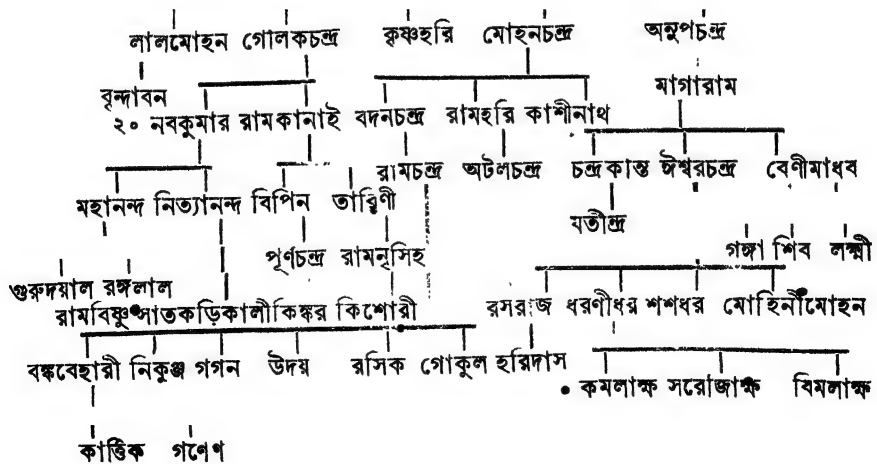 লালমোহন গোলকচন্দ্র কৃষ্ণহরি মোহনচন্দ্র অনুপচন্দ্র
বৃন্দাবন মাগারাম
২০ নবকুমার রামকানাই বদনচন্দ্র রামহরি কাশীনাথ
রামচন্দ্র অটলচন্দ্র চন্দ্রকান্ত ঈশ্বরচন্দ্র বেণীমাধব
মহানন্দ নিত্যানন্দ বিপিন তারিণী
যতীন্দ্র
পূর্ণচন্দ্র রামনৃসিহ গঙ্গা শিব লক্ষ্মী
গুরুদয়াল রঙ্গলাল
রামবিষ্ণু সাতকড়ি কালীকিঙ্কর কিশোরী রসরাজ ধরণীধর শশধর মোহিনীমোহন
বঙ্কবেহারী নিকুঞ্জ গগন উদয় রসিক গোকুল হরিদাস
কমলাক্ষ সরোজাক্ষ বিমলাক্ষ
কার্ত্তিক গণেশ